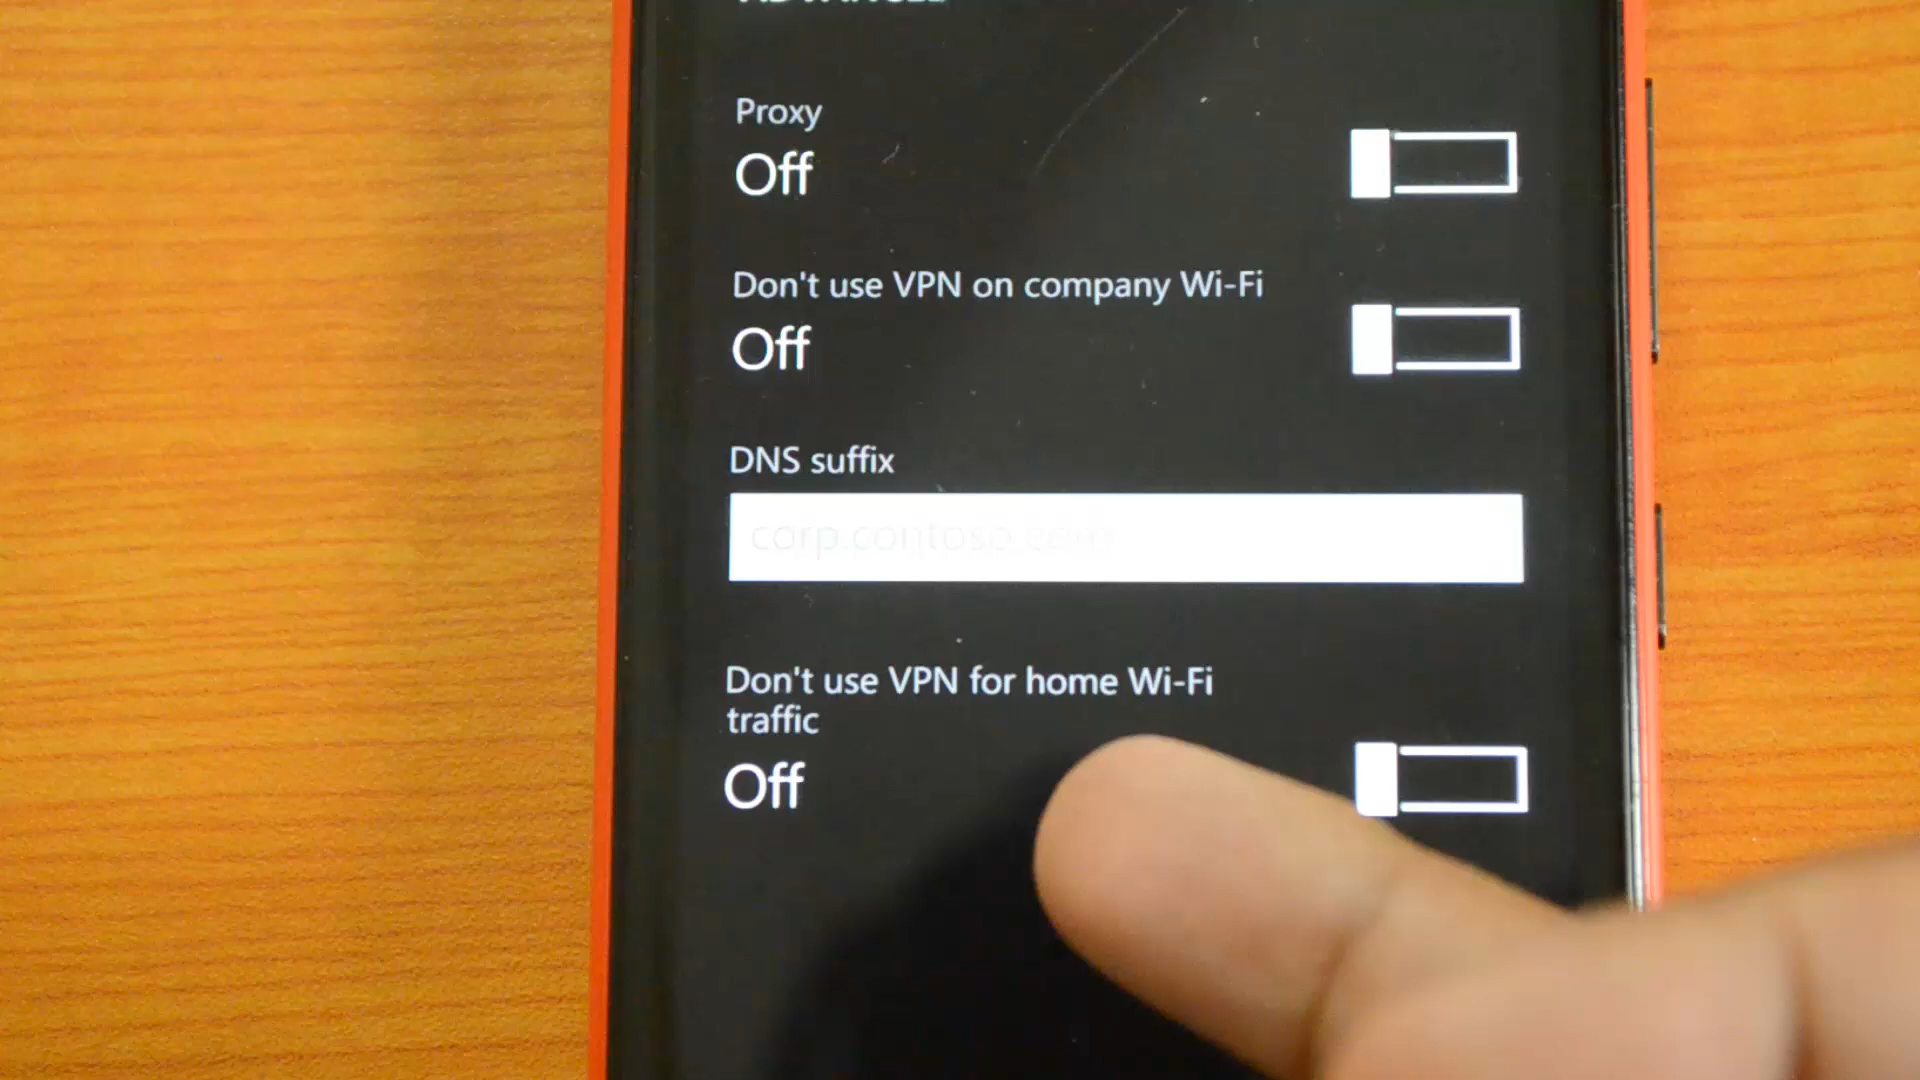 ADVANCED
Proxy
Off
Don't use VPN on company Wi-Fi
Off
DNS suffix
corp.contoso.com
Don't use VPN for home Wi-Fi
traffic
Off